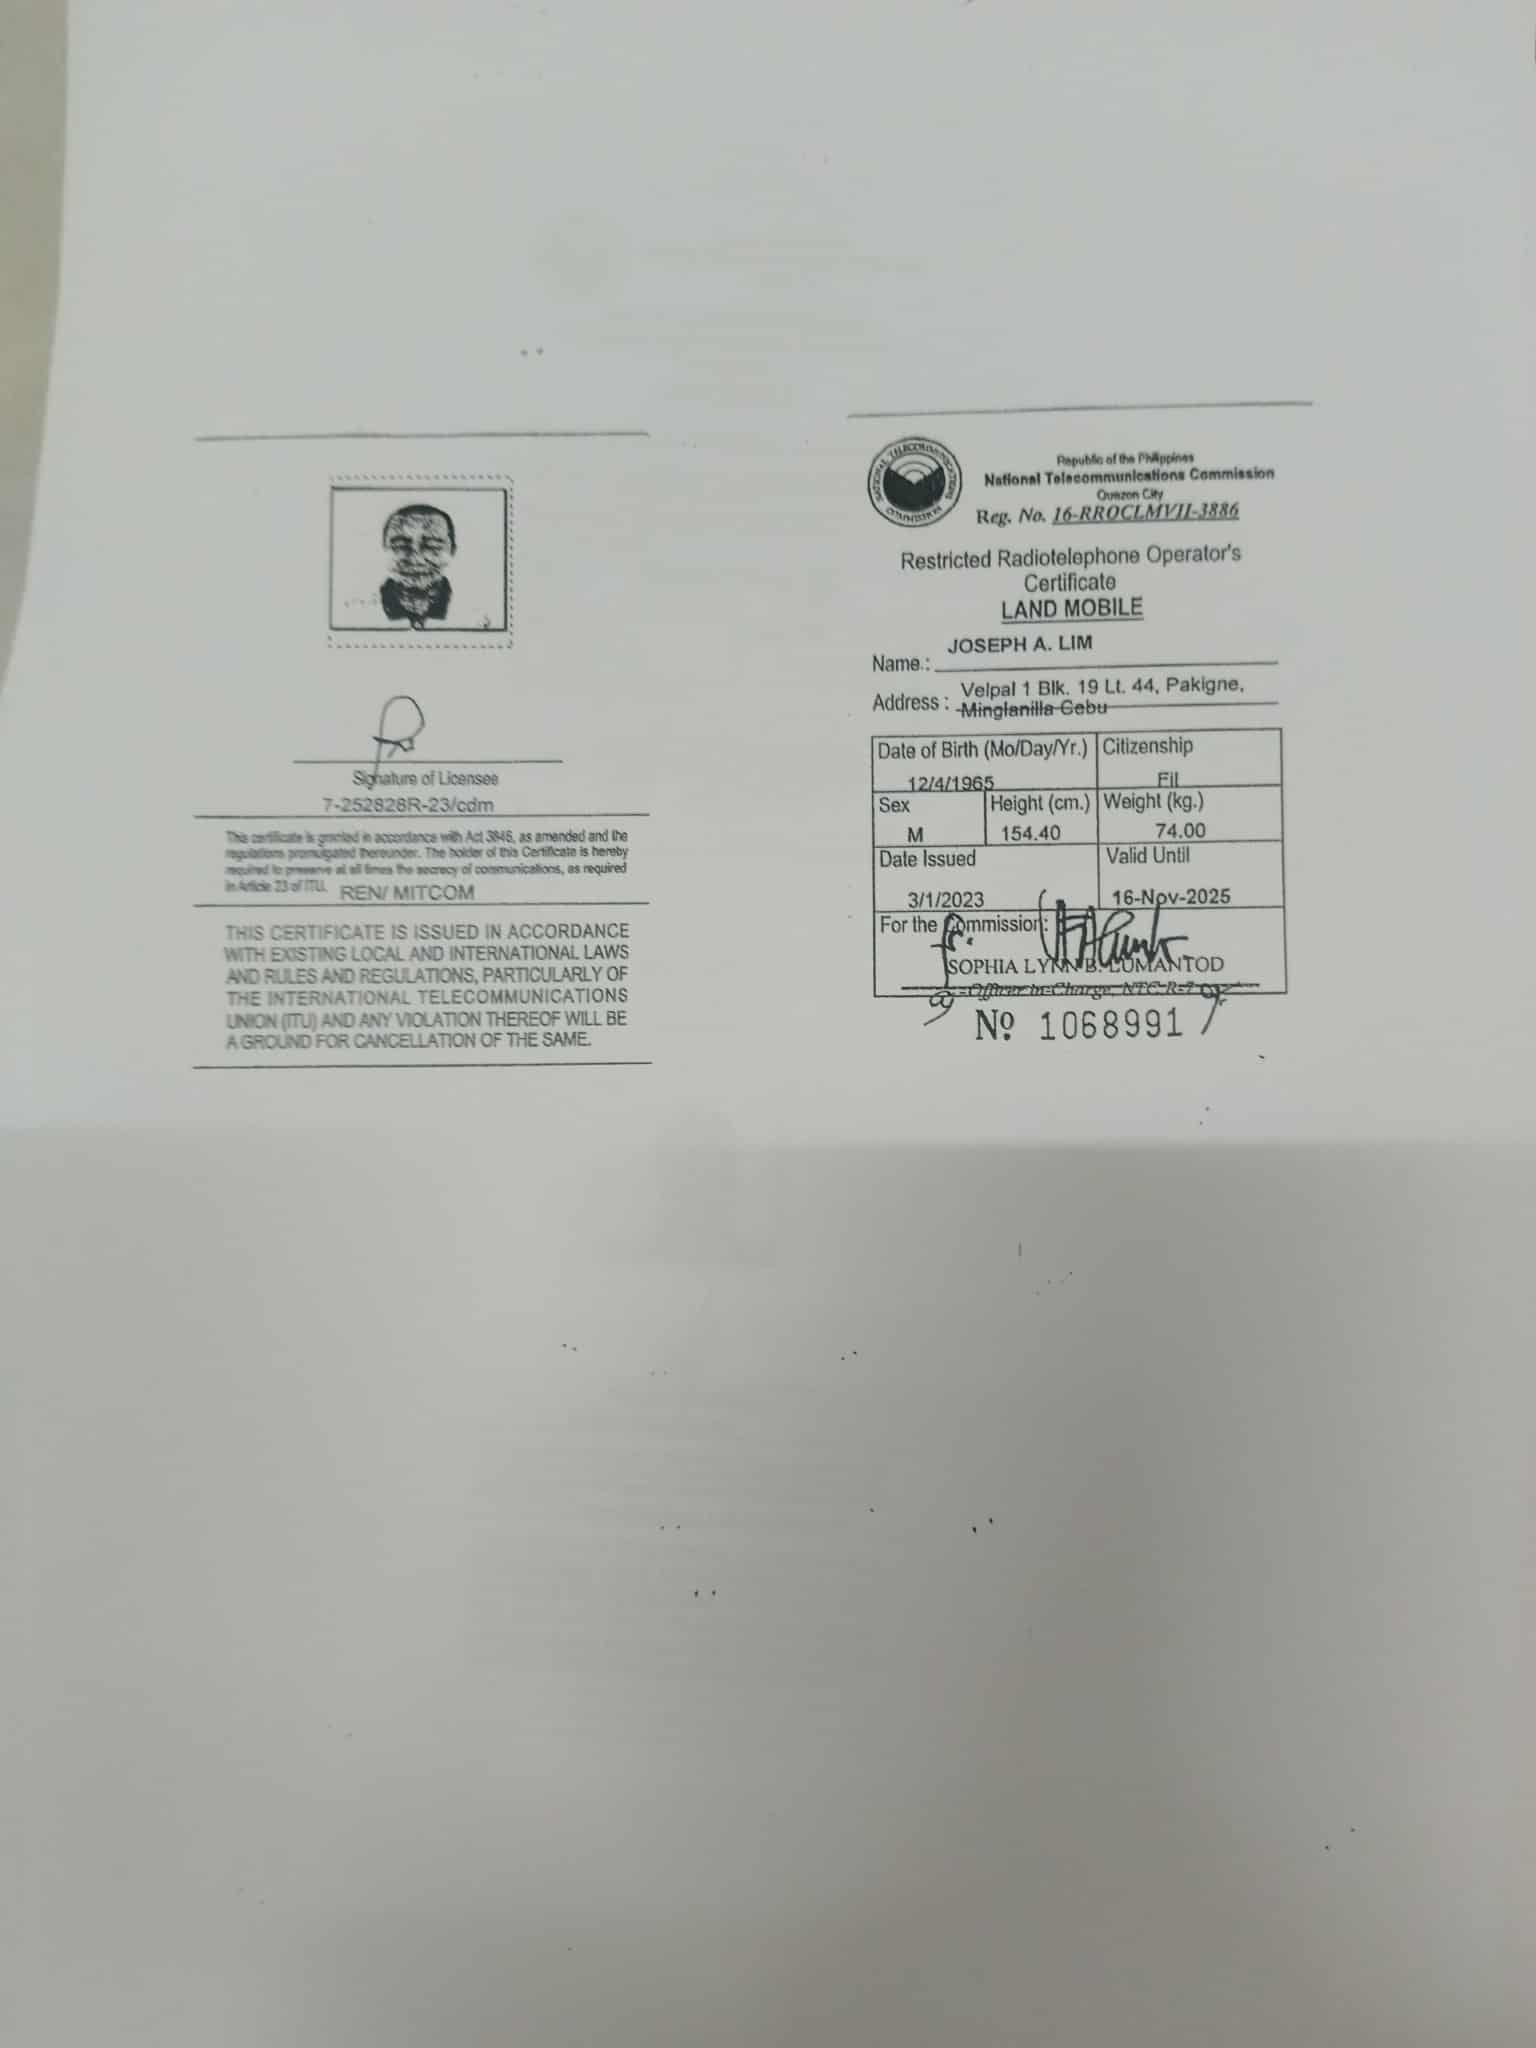 Signature of Licensee
7-252828R-23/cdm
This certificate is granted in accordance with Act 3846, as amended and the
regulations promulgated thereunder. The holder of this Certificate is hereby
required to preserve at all times the secrecy of communications, as required
in Article 23 of ITU. REN/ MITCOM
THIS CERTIFICATE IS ISSUED IN ACCORDANCE
WITH EXISTING LOCAL AND INTERNATIONAL LAWS
AND RULES AND REGULATIONS, PARTICULARLY OF
THE INTERNATIONAL TELECOMMUNICATIONS
UNION (ITU) AND ANY VIOLATION THEREOF WILL BE
A GROUND FOR CANCELLATION OF THE SAME.
NATIONAL TELECOMMUNICATIONS COMMISSION
Republic of the Philippines
National Telecommunications Commission
Quezon City
Reg. No. 16-RROCLMVII-3886
Restricted Radiotelephone Operator's
Certificate
LAND MOBILE
Name.: JOSEPH A. LIM
Address : Velpal 1 Blk. 19 Lt. 44, Pakigne,
Minglanilla Cebu
Date of Birth (Mo/Day/Yr.) Citizenship
12/4/1965 Fil
Sex Height (cm.) Weight (kg.)
M 154.40 74.00
Date Issued Valid Until
3/1/2023 16-Nov-2025
For the Commission:
SOPHIA LYNN B. LOMANTOD
Officer in-Charge, NTC R-7
Nº 1068991